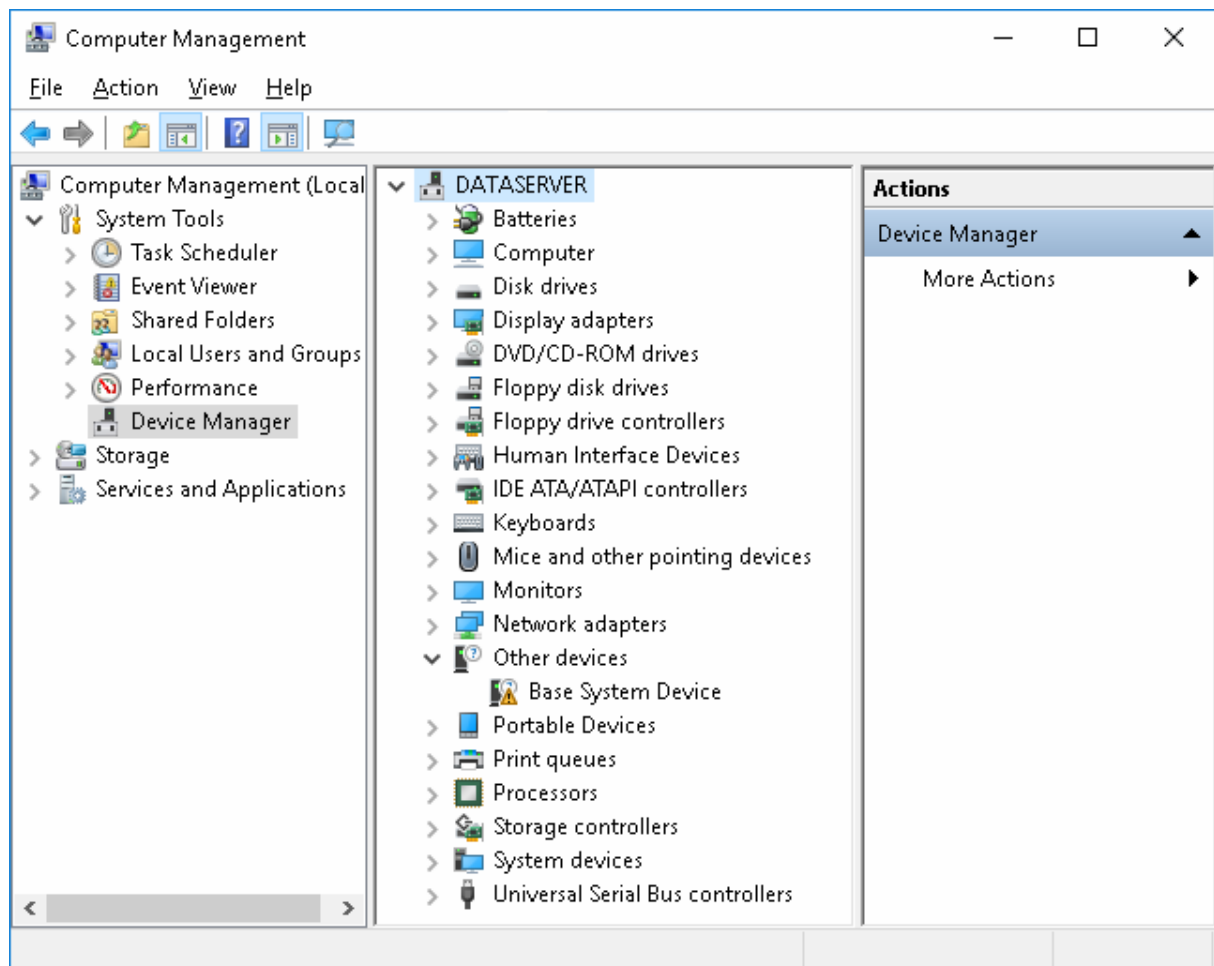 Computer Management
File Action View Help
Computer Management (Local
System Tools
Task Scheduler
Event Viewer
Shared Folders
Local Users and Groups
Performance
Device Manager
Storage
Services and Applications
DATASERVER
Batteries
Computer
Disk drives
Display adapters
DVD/CD-ROM drives
Floppy disk drives
Floppy drive controllers
Human Interface Devices
IDE ATA/ATAPI controllers
Keyboards
Mice and other pointing devices
Monitors
Network adapters
Other devices
Base System Device
Portable Devices
Print queues
Processors
Storage controllers
System devices
Universal Serial Bus controllers
Actions
Device Manager
More Actions